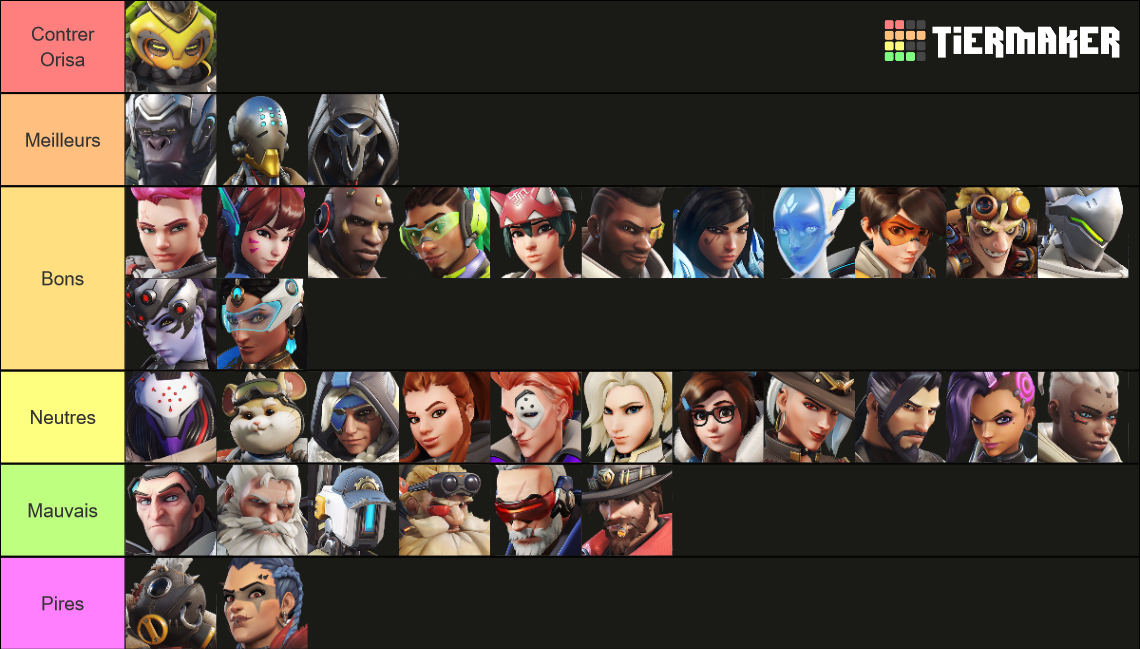 Contrer
Orisa
TiERMAKER
Meilleurs
Bons
Neutres
Mauvais
Pires